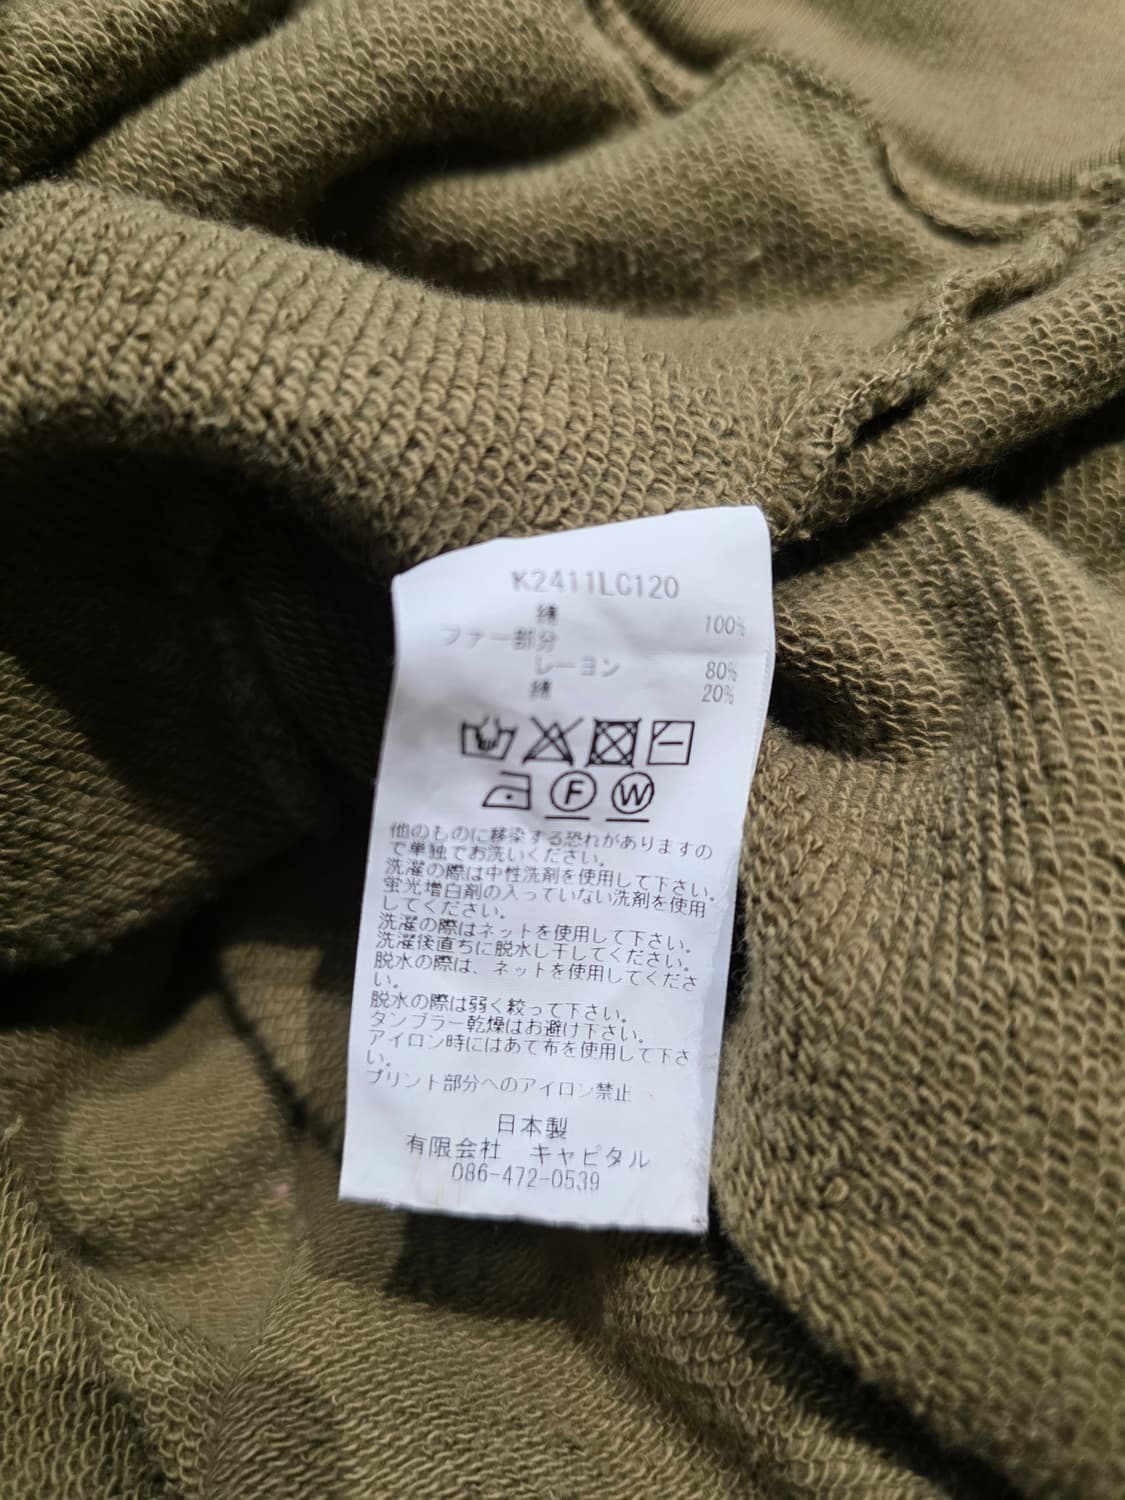 K2411LC120
綿 100%
ファー部分
レーヨン 80%
綿 20%
F W
他のものに移染する恐れがありますの
で単独でお洗いください。
洗濯の際は中性洗剤を使用して下さい。
蛍光増白剤の入っていない洗剤を使用
してください。
洗濯の際はネットを使用して下さい。
洗濯後直ちに脱水し干してください。
脱水の際は、ネットを使用してくださ
い。
脱水の際は弱く絞って下さい。
タンブラー乾燥はお避け下さい。
アイロン時にはあて布を使用して下さ
い。
プリント部分へのアイロン禁止
日本製
有限会社 キャピタル
086-472-0539